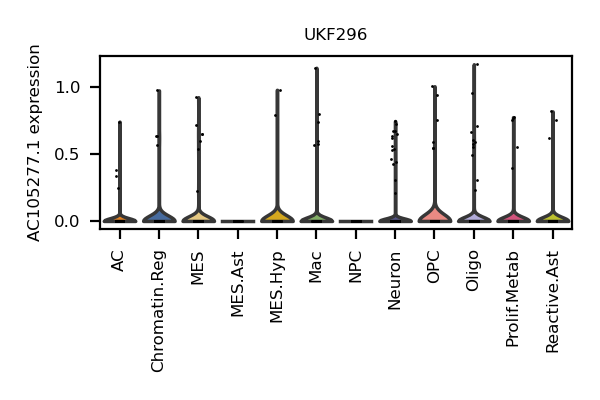 UKF296
AC105277.1 expression
1.0
0.5
0.0
AC
Chromatin.Reg
MES
MES.Ast
MES.Hyp
Mac
NPC
Neuron
OPC
Oligo
Prolif.Metab
Reactive.Ast